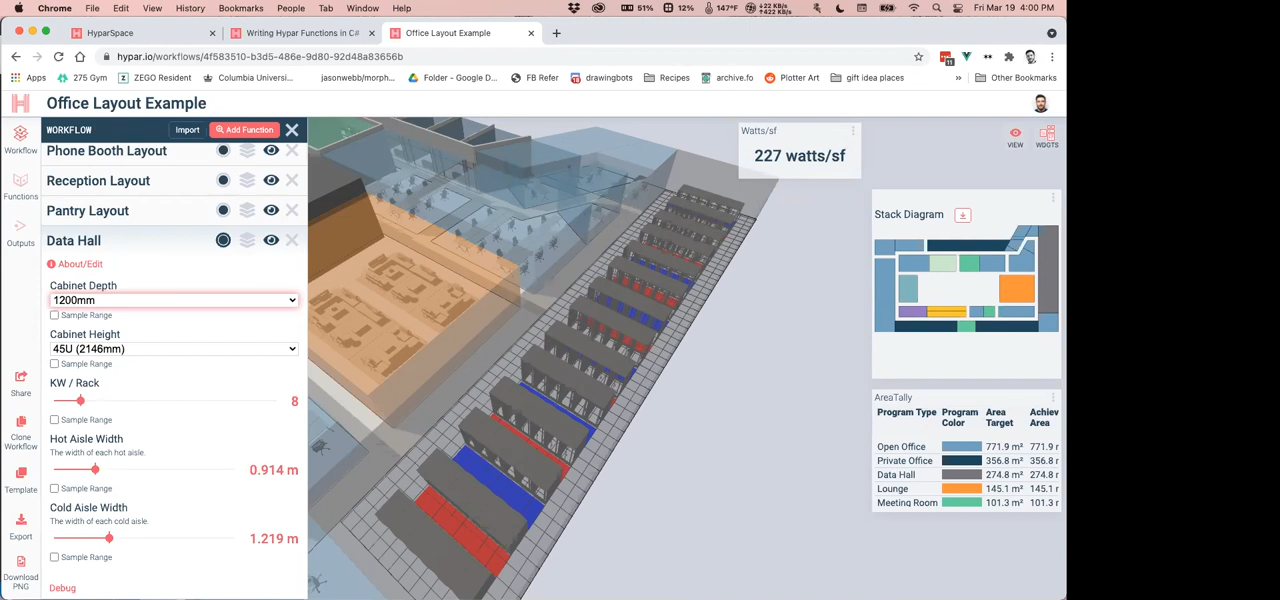 Chrome File Edit View History Bookmarks People Tab Window Help 51% 12% 147°F ↓22 KB/s ↑422 KB/s Fri Mar 19 4:00 PM
HyparSpace Writing Hypar Functions in C# Office Layout Example
hypar.io/workflows/4f583510-b3d5-486e-9d80-90d48a83656b
Apps 275 Gym ZEGO Resident Columbia Univers... jasonwebb/morph... Folder - Google D... FB Refer drawingbots Recipes archive.fo Plotter Art gift idea places » Other Bookmarks
Office Layout Example
WORKFLOW Import Add Function
Phone Booth Layout
Reception Layout
Pantry Layout
Data Hall
About/Edit
Cabinet Depth
1200mm
Sample Range
Cabinet Height
45U (2146mm)
Sample Range
KW / Rack
8
Sample Range
Hot Aisle Width
The width of each hot aisle.
0.914 m
Sample Range
Cold Aisle Width
The width of each cold aisle.
1.219 m
Sample Range
Debug
Workflow
Functions
Outputs
Share
Clone
Workflow
Template
Export
Download
PNG
Watts/sf
227 watts/sf
VIEW WDGTS
Stack Diagram
AreaTally
Program Type Program Color Area Target Achiev Area
Open Office 771.9 m² 771.9 r
Private Office 356.8 m² 356.8 r
Data Hall 274.8 m² 274.8 r
Lounge 145.1 m² 145.1 r
Meeting Room 101.3 m² 101.3 r